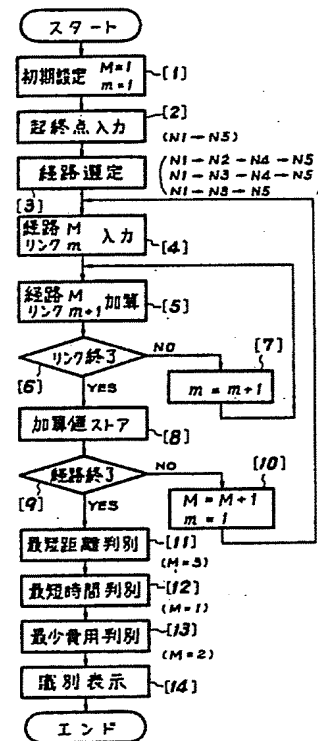 スタート
初期設定 M=1
m=1
[1]
[2]
起終点入力
(N1→N5)
経路選定
[3]
N1→N2→N4→N5
N1→N3→N4→N5
N1→N3→N5
経路 M
リンク m 入力
[4]
経路 M
リンク m+1 加算
[5]
リンク終了
[6]
NO
YES
[7]
m=m+1
加算値ストア
[8]
経路終了
[9]
NO
YES
[10]
M=M+1
m=1
最短距離判別
[11]
(M=3)
最短時間判別
[12]
(M=1)
最少費用判別
[13]
(M=2)
識別表示
[14]
エンド